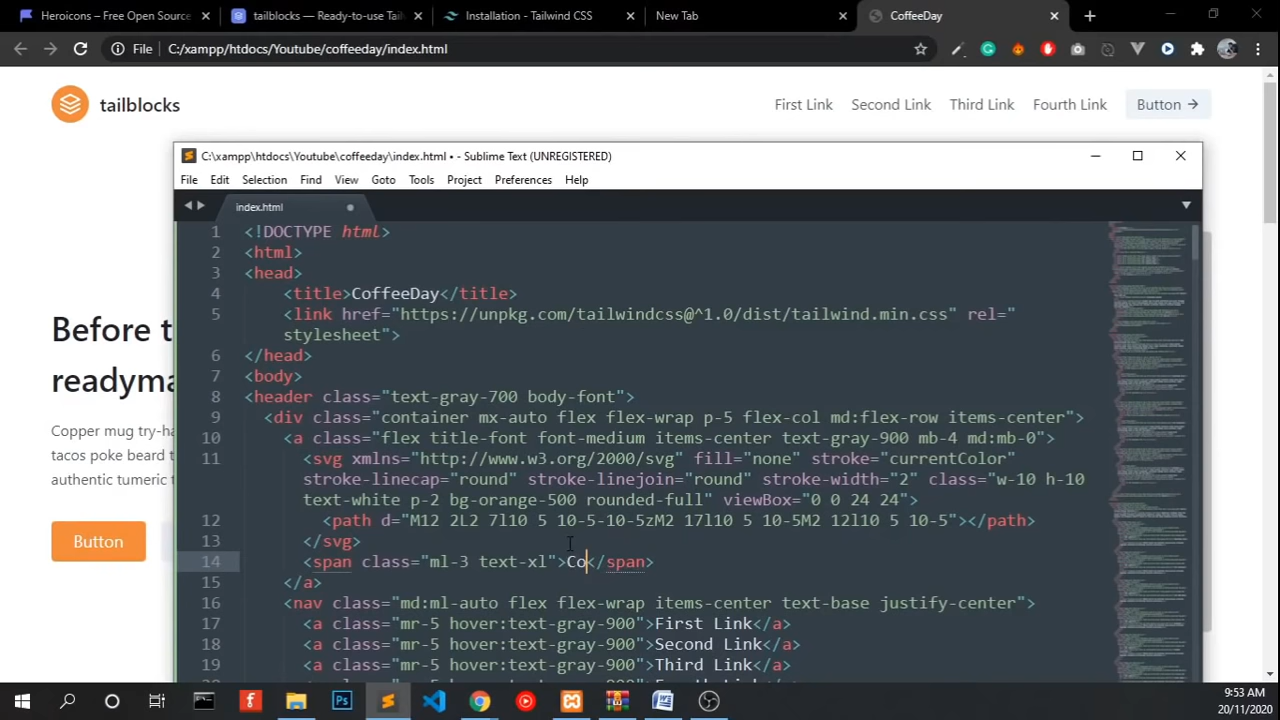 Heroicons – Free Open Source
tailblocks — Ready-to-use Tail
Installation - Tailwind CSS
New Tab
CoffeeDay
File
C:/xampp/htdocs/Youtube/coffeeday/index.html
tailblocks
First Link
Second Link
Third Link
Fourth Link
Button →
Before t
readyma
Copper mug try-ha
tacos poke beard t
authentic tumeric t
Button
C:\xampp\htdocs\Youtube\coffeeday\index.html • - Sublime Text (UNREGISTERED)
File Edit Selection Find View Goto Tools Project Preferences Help
index.html
1 <!DOCTYPE html>
2 <html>
3 <head>
4 <title>CoffeeDay</title>
5 <link href="https://unpkg.com/tailwindcss@^1.0/dist/tailwind.min.css" rel="
stylesheet">
6 </head>
7 <body>
8 <header class="text-gray-700 body-font">
9 <div class="container mx-auto flex flex-wrap p-5 flex-col md:flex-row items-center">
10 <a class="flex title-font font-medium items-center text-gray-900 mb-4 md:mb-0">
11 <svg xmlns="http://www.w3.org/2000/svg" fill="none" stroke="currentColor"
stroke-linecap="round" stroke-linejoin="round" stroke-width="2" class="w-10 h-10
text-white p-2 bg-orange-500 rounded-full" viewBox="0 0 24 24">
12 <path d="M12 2L2 7l10 5 10-5-10-5zM2 17l10 5 10-5M2 12l10 5 10-5"></path>
13 </svg>
14 <span class="ml-3 text-xl">Co</span>
15 </a>
16 <nav class="md:ml-auto flex flex-wrap items-center text-base justify-center">
17 <a class="mr-5 hover:text-gray-900">First Link</a>
18 <a class="mr-5 hover:text-gray-900">Second Link</a>
19 <a class="mr-5 hover:text-gray-900">Third Link</a>
9:53 AM
20/11/2020